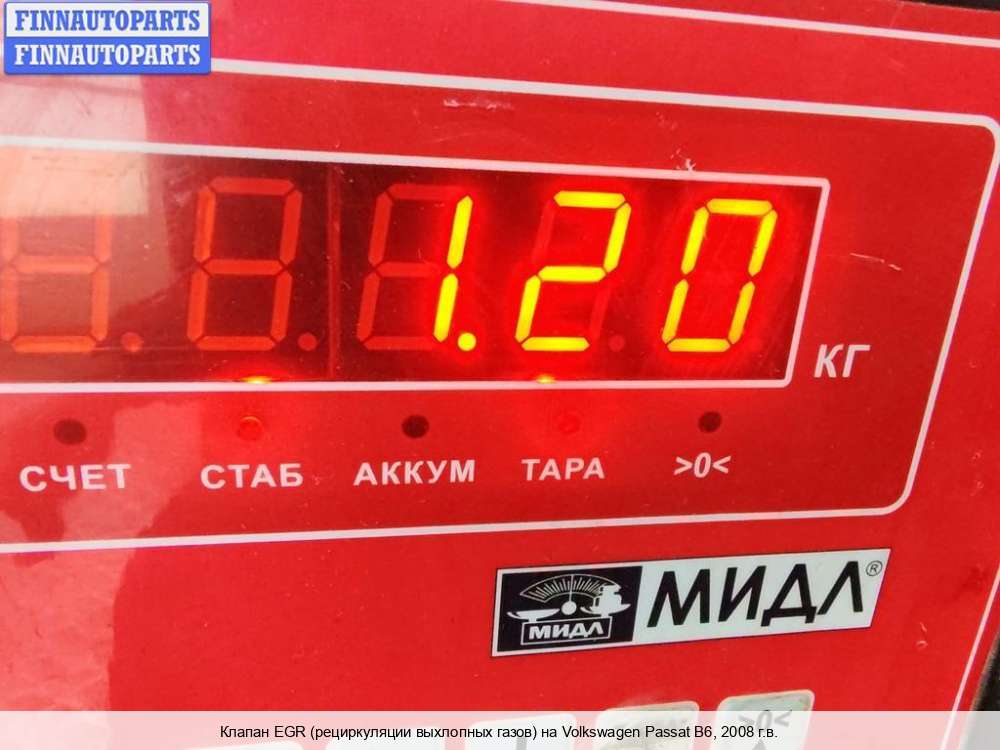 FINNAUTOPARTS
FINNAUTOPARTS
1.20
КГ
СЧЕТ СТАБ АККУМ ТАРА >0<
МИДЛ МИДЛ®
>0<
Клапан EGR (рециркуляции выхлопных газов) на Volkswagen Passat B6, 2008 г.в.